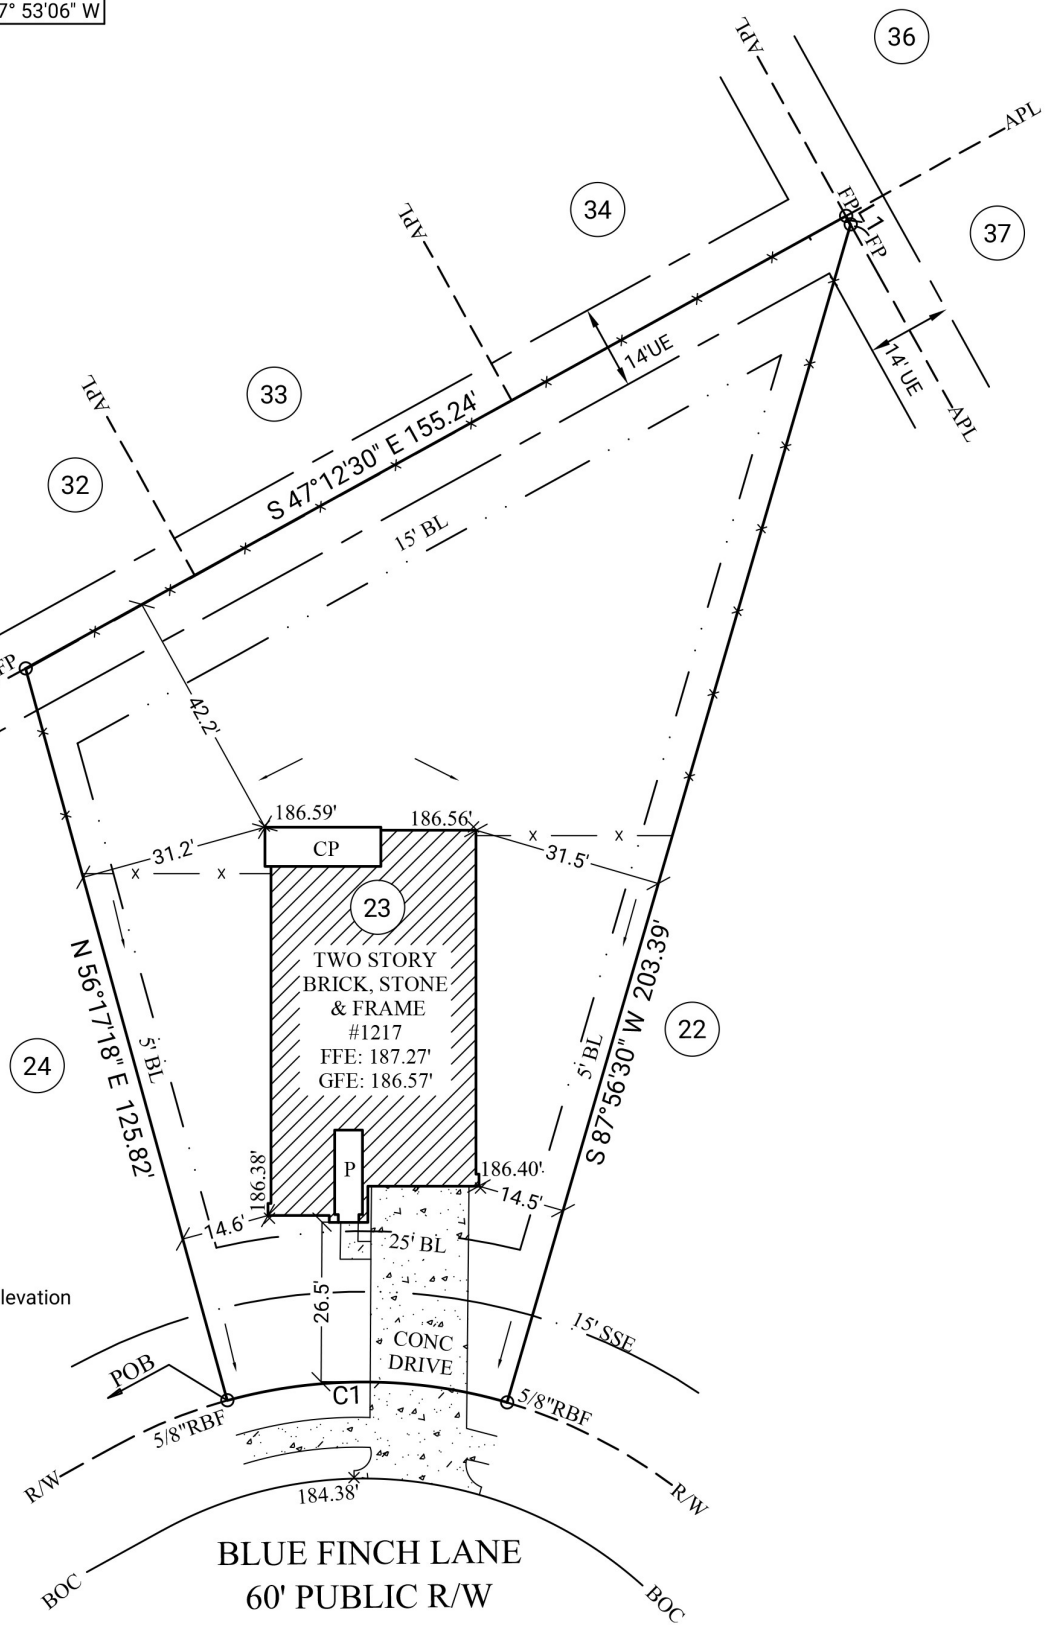 7° 53'06" W
36
APL
APL
34
FP
L1
FP
37
APL
14'UE
14' UE
APL
33
APL
S 47°12'30" E 155.24'
32
15' BL
FP
42.2'
186.59'
186.56'
CP
31.2'
x
x
x
x
31.5'
23
TWO STORY
BRICK, STONE
& FRAME
#1217
FFE: 187.27'
GFE: 186.57'
N 56°17'18" E 125.82'
S 87°56'30" W 203.39'
22
24
5' BL
5' BL
P
186.38'
186.40'
14.6'
14.5'
25' BL
26.5'
levation
15' SSE
CONC
DRIVE
POB
C1
5/8"RBF
5/8"RBF
R/W
R/W
184.38'
BLUE FINCH LANE
60' PUBLIC R/W
BOC
BOC